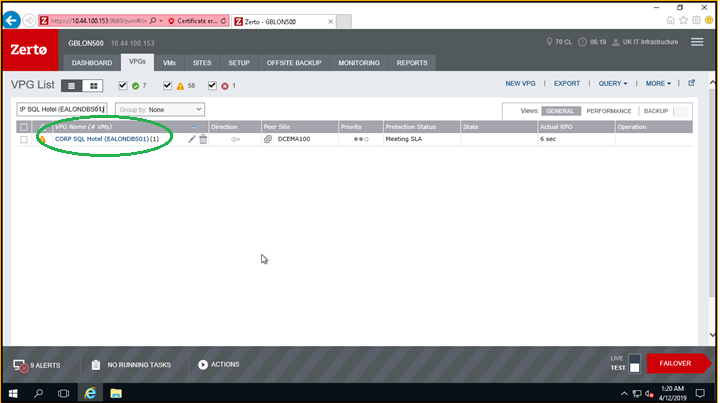 https://10.44.100.153:9669/zvm#/n
Certificate er...
Zerto - GBLON500
Zerto
GBLON500 10.44.100.153
70 CL
06:19
UK IT Infrastructure
DASHBOARD VPGs VMs SITES SETUP OFFSITE BACKUP MONITORING REPORTS
VPG List 7 58 1
NEW VPG EXPORT QUERY MORE
SQL Hotel (EALONDBS01)
Group by: None
Views: GENERAL PERFORMANCE BACKUP
VPG Name (# VMs) Direction Peer Site Priority Protection Status State Actual RPO Operation
CORP SQL Hotel (EALONDBS01) (1) DCEMA100 Meeting SLA 6 sec
9 ALERTS NO RUNNING TASKS ACTIONS
LIVE
TEST
FAILOVER
1:20 AM
4/12/2019